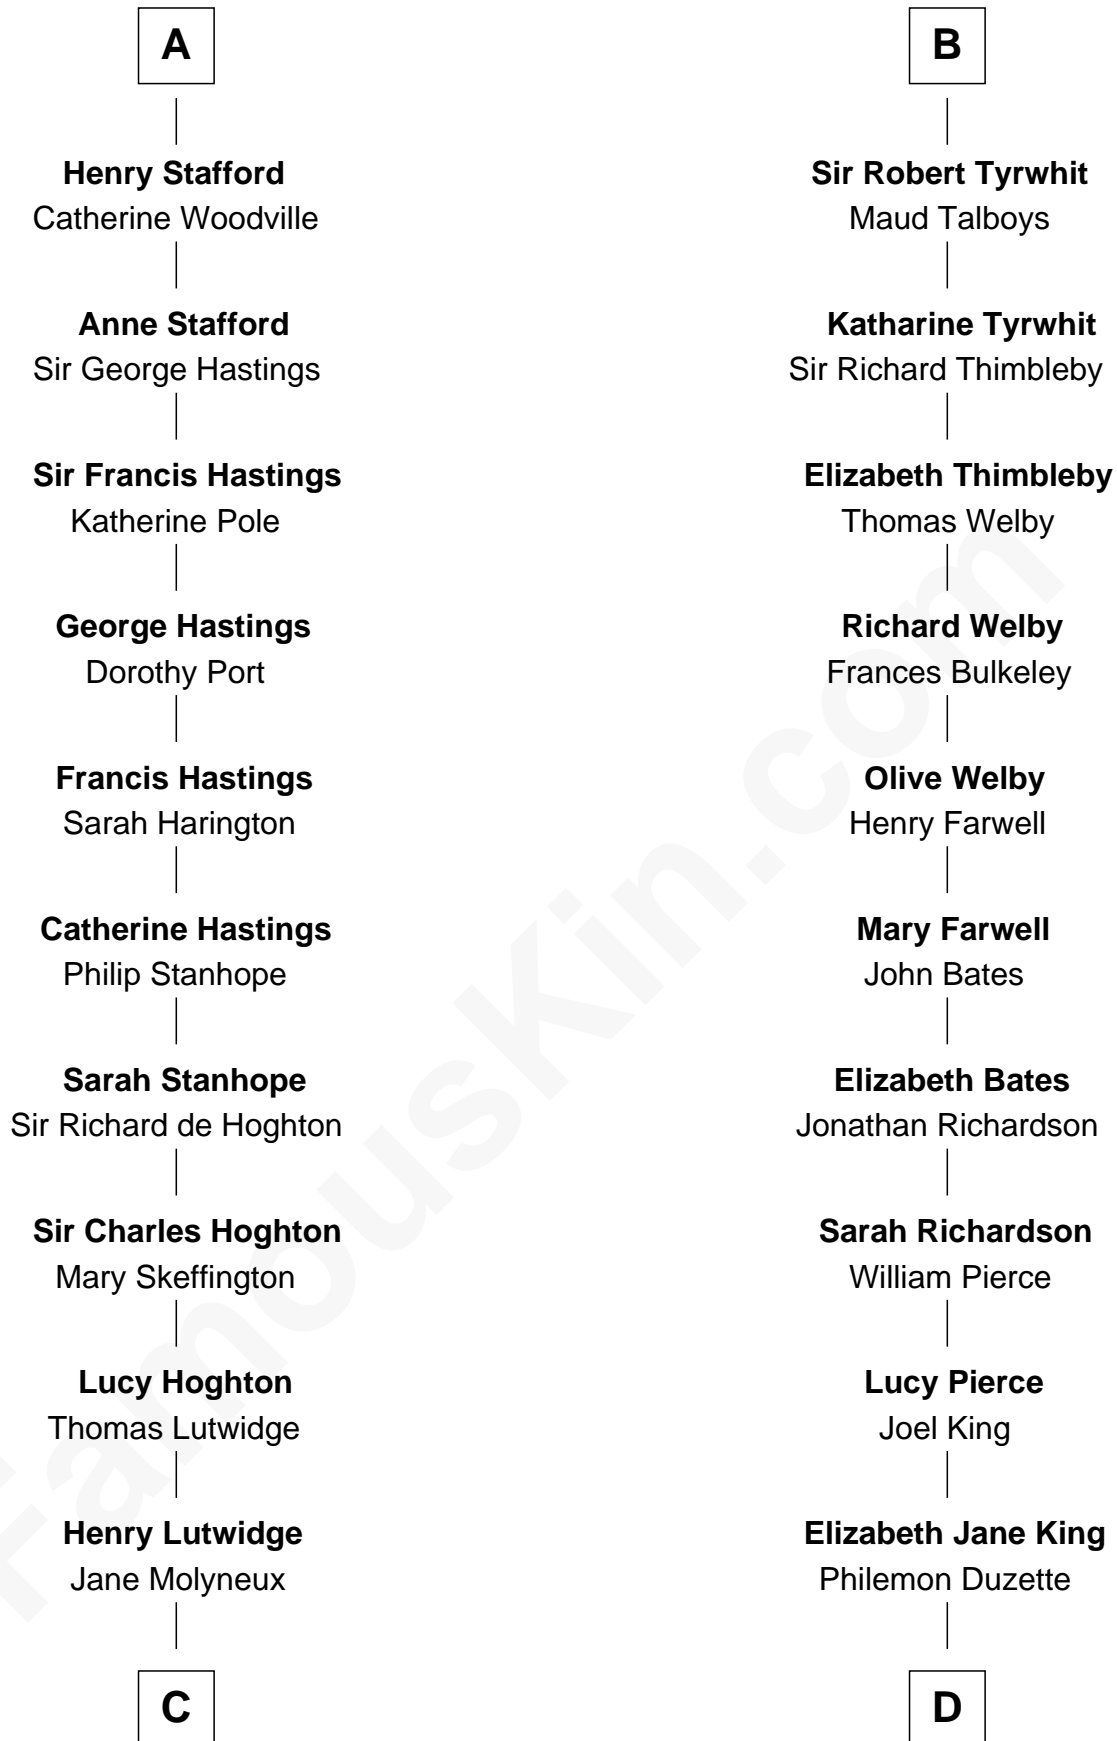 A
Henry Stafford
Catherine Woodville
Anne Stafford
Sir George Hastings
Sir Francis Hastings
Katherine Pole
George Hastings
Dorothy Port
Francis Hastings
Sarah Harington
Catherine Hastings
Philip Stanhope
Sarah Stanhope
Sir Richard de Hoghton
Sir Charles Hoghton
Mary Skeffington
Lucy Hoghton
Thomas Lutwidge
Henry Lutwidge
Jane Molyneux
C
B
Sir Robert Tyrwhit
Maud Talboys
Katharine Tyrwhit
Sir Richard Thimbleby
Elizabeth Thimbleby
Thomas Welby
Richard Welby
Frances Bulkeley
Olive Welby
Henry Farwell
Mary Farwell
John Bates
Elizabeth Bates
Jonathan Richardson
Sarah Richardson
William Pierce
Lucy Pierce
Joel King
Elizabeth Jane King
Philemon Duzette
D
FamousKin.com